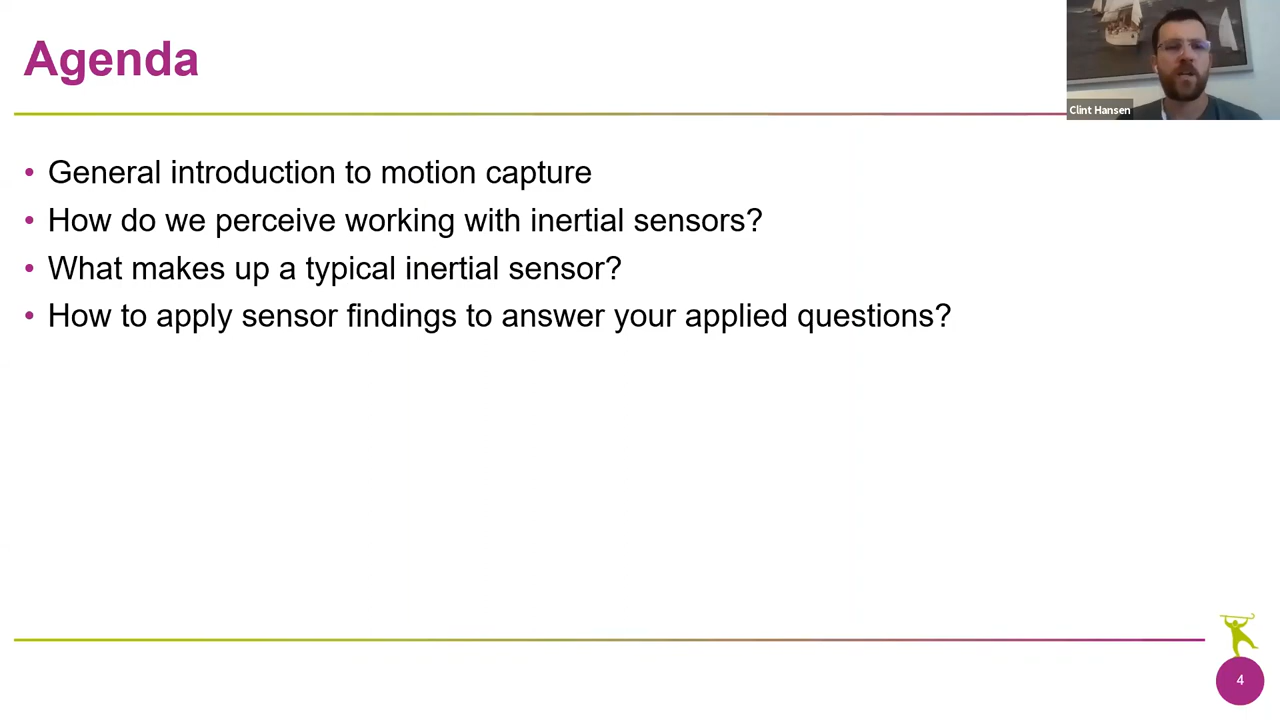 Agenda
Clint Hansen
• General introduction to motion capture
• How do we perceive working with inertial sensors?
• What makes up a typical inertial sensor?
• How to apply sensor findings to answer your applied questions?
4